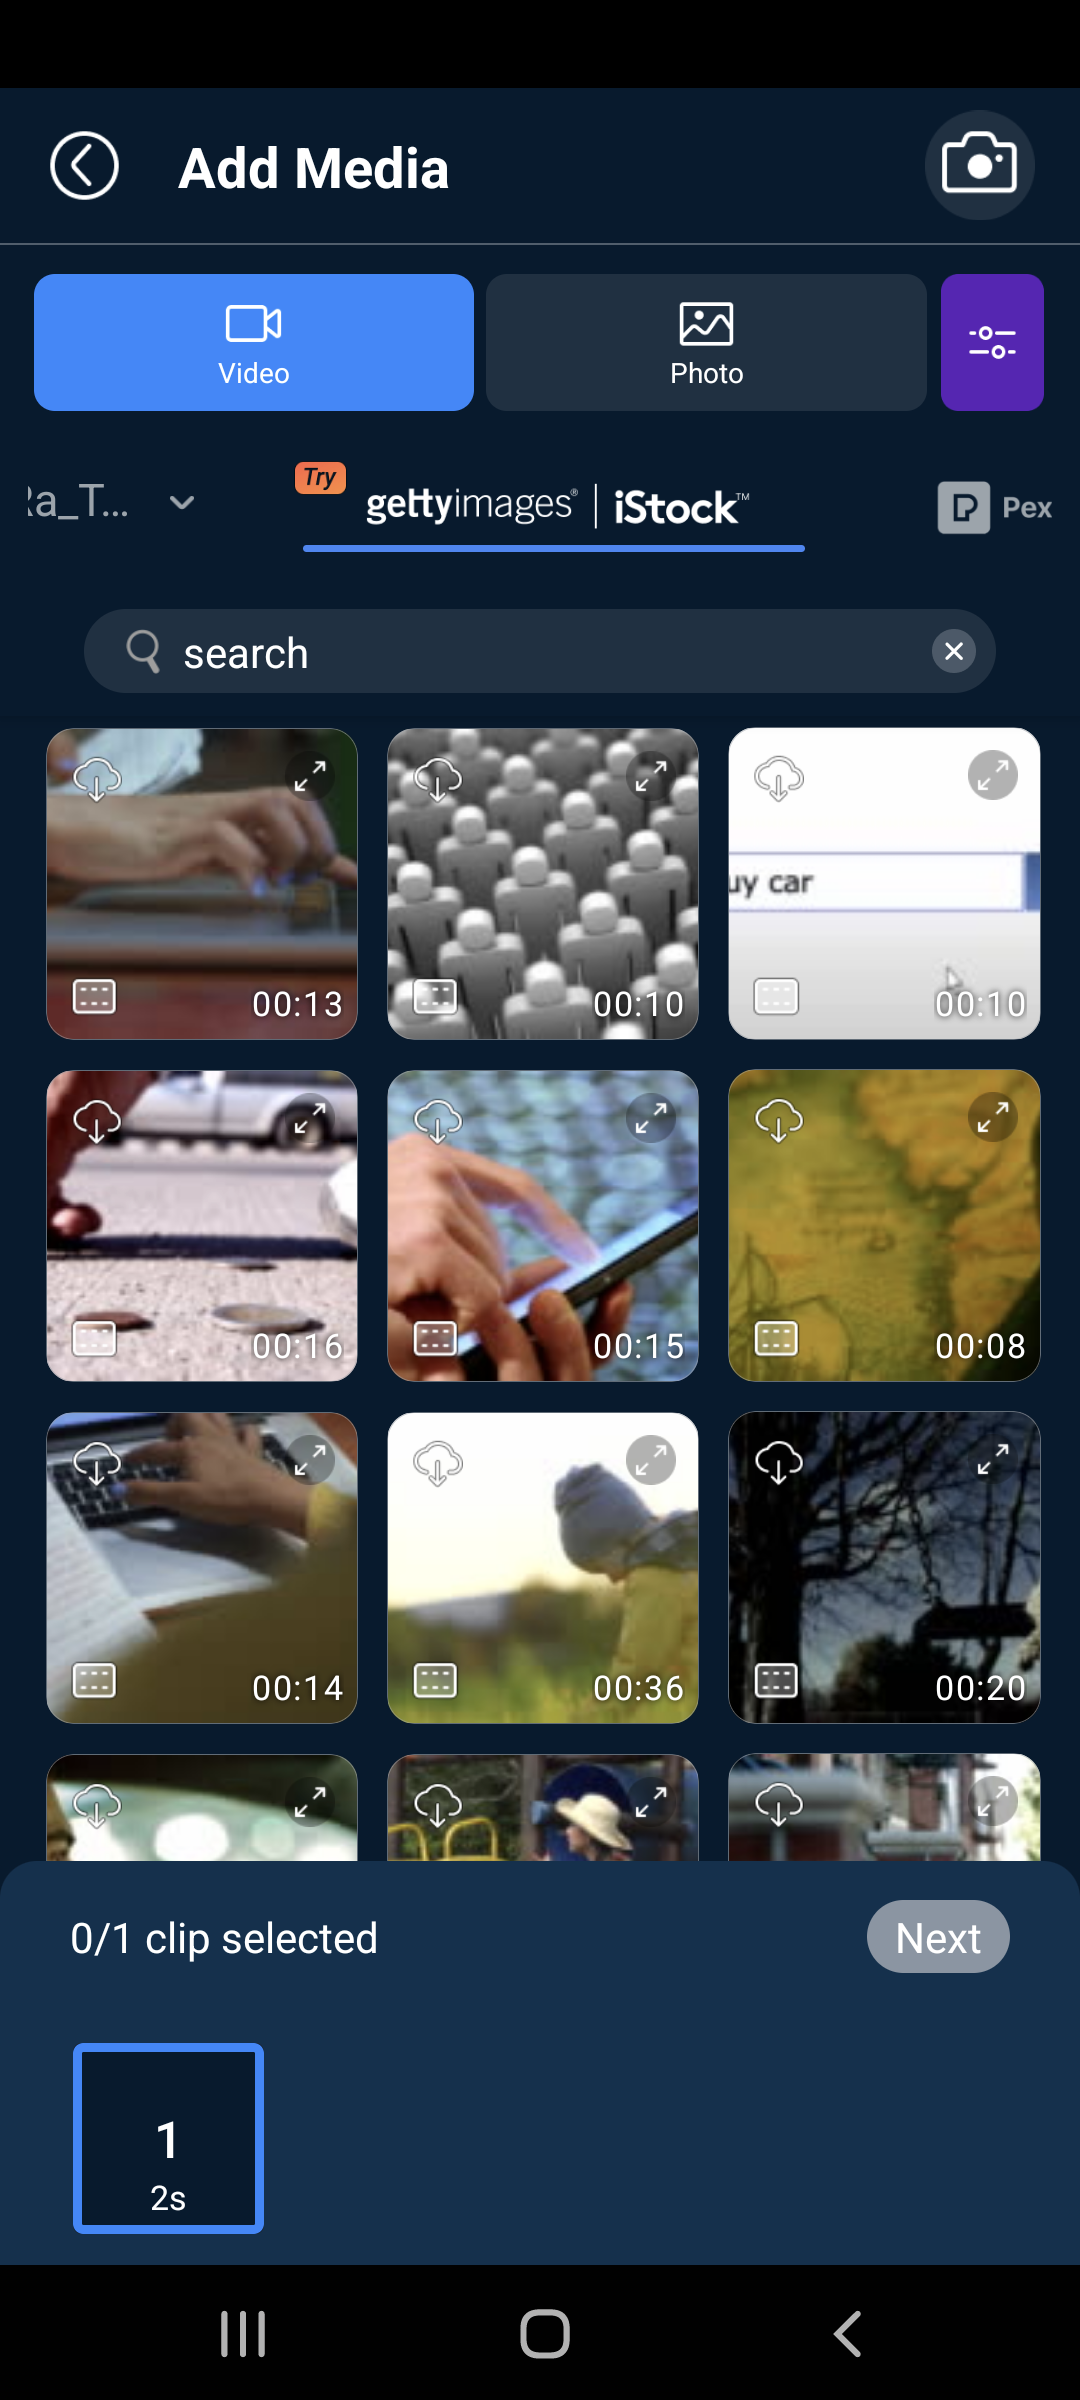 Add Media
Video
Photo
Ra_T...
Try
gettyimages® | iStock™
Pex
search
00:13
00:10
uy car
00:10
00:16
00:15
00:08
00:14
00:36
00:20
0/1 clip selected
Next
1
2s